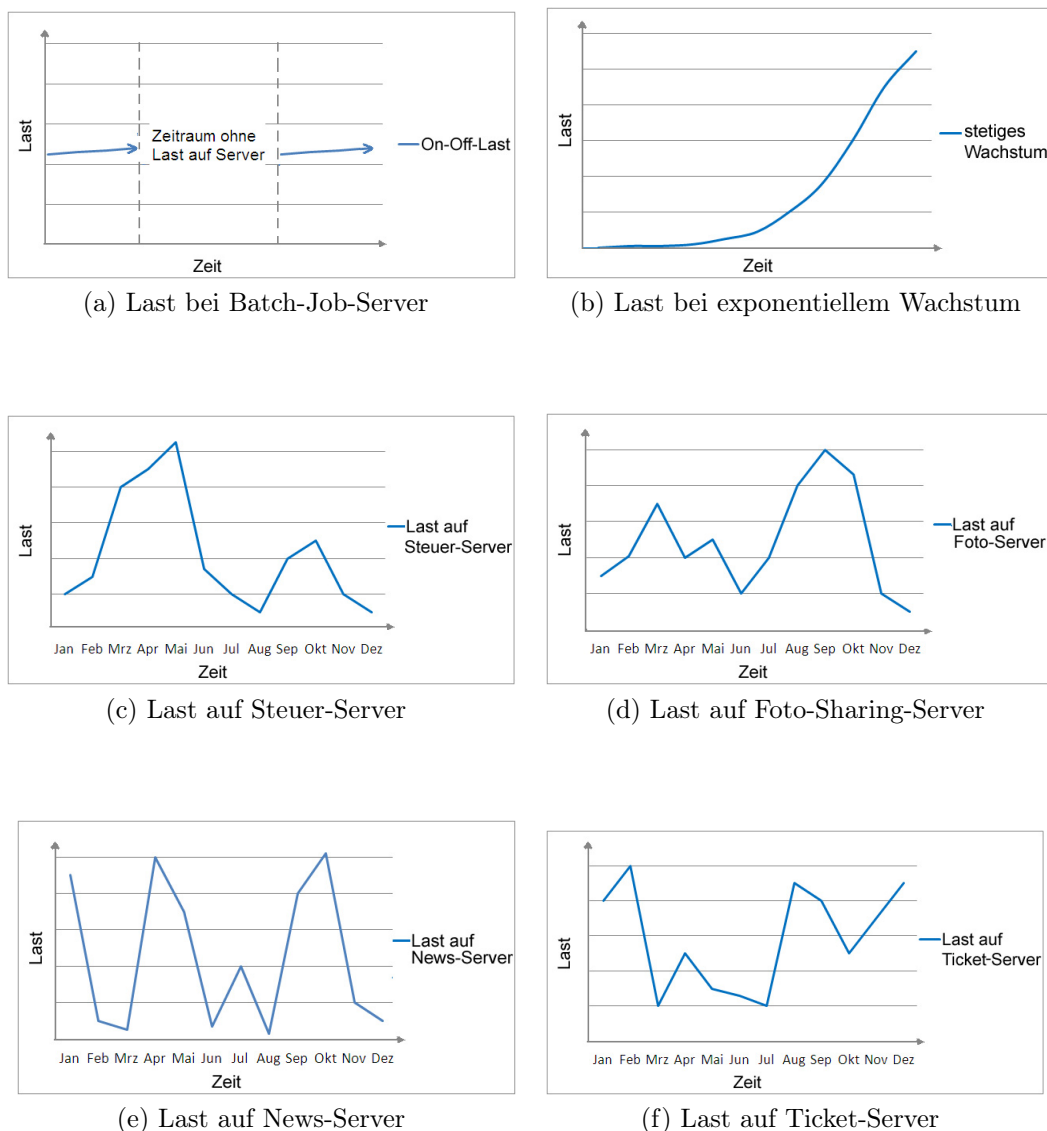 Last
Zeitraum ohne
Last auf Server
On-Off-Last
Zeit
(a) Last bei Batch-Job-Server
Last
stetiges
Wachstum
Zeit
(b) Last bei exponentiellem Wachstum
Last
Last auf
Steuer-Server
Jan Feb Mrz Apr Mai Jun Jul Aug Sep Okt Nov Dez
Zeit
(c) Last auf Steuer-Server
Last
Last auf
Foto-Server
Jan Feb Mrz Apr Mai Jun Jul Aug Sep Okt Nov Dez
Zeit
(d) Last auf Foto-Sharing-Server
Last
Last auf
News-Server
Jan Feb Mrz Apr Mai Jun Jul Aug Sep Okt Nov Dez
Zeit
(e) Last auf News-Server
Last
Last auf
Ticket-Server
Jan Feb Mrz Apr Mai Jun Jul Aug Sep Okt Nov Dez
Zeit
(f) Last auf Ticket-Server